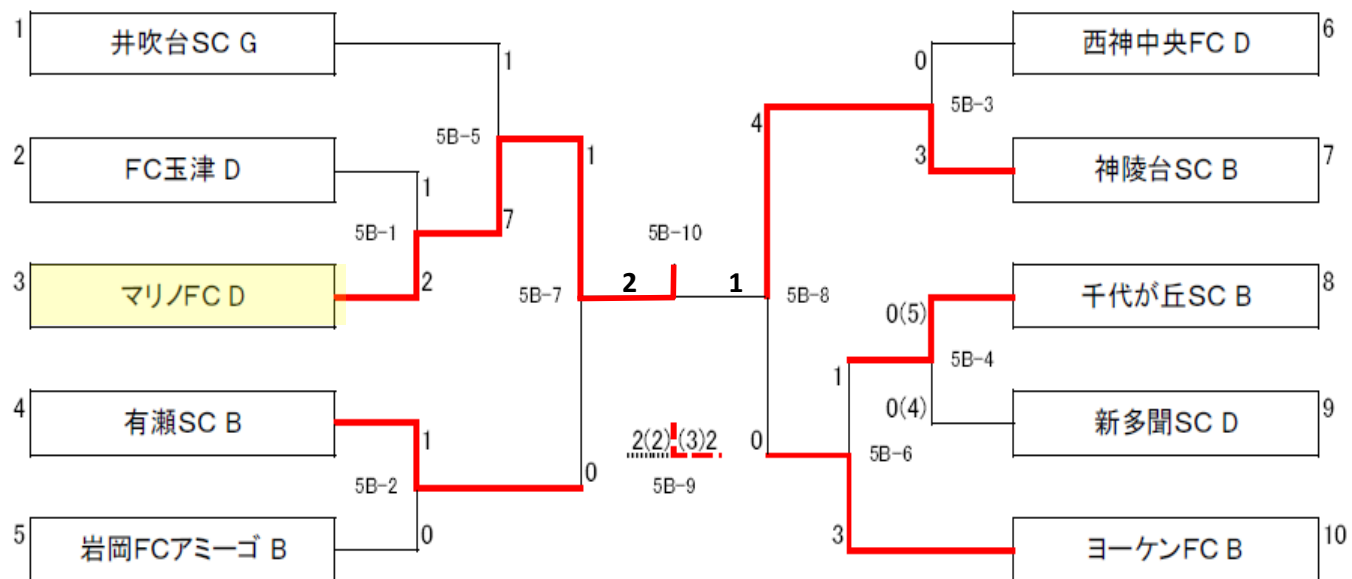 1 井吹台SC G
6 西神中央FC D
1
0
5B-3
4
5B-5
2 FC玉津 D
1
3
7 神陵台SC B
1
7
5B-1
5B-10
3 マリノFC D
2
5B-7
2
1
5B-8
8 千代が丘SC B
0(5)
5B-4
1
4 有瀬SC B
0(4)
9 新多聞SC D
1
2(2) (3)2
0
5B-6
5B-2
0
5B-9
5 岩岡FCアミーゴ B
0
3
10 ヨーケンFC B